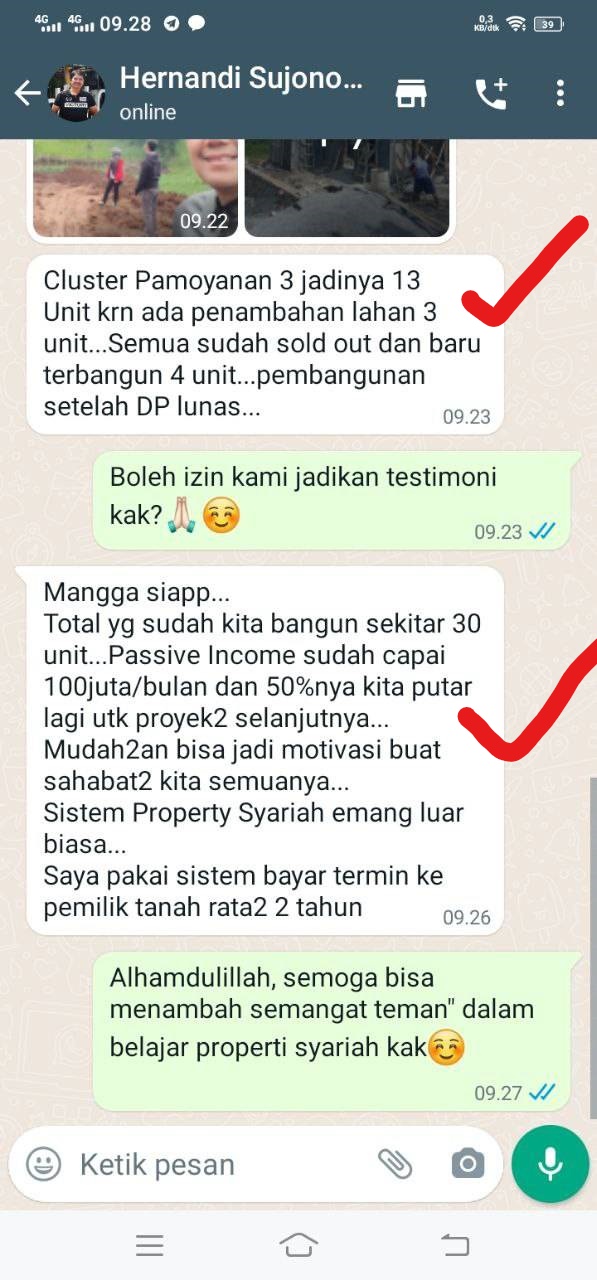 4G 4G 09.28 0,3 KB/dtk 39
Hernandi Sujono...
online
09.22
Cluster Pamoyanan 3 jadinya 13
Unit krn ada penambahan lahan 3
unit...Semua sudah sold out dan baru
terbangun 4 unit...pembangunan
setelah DP lunas...
09.23
Boleh izin kami jadikan testimoni
kak?🙏🏻☺️
09.23
Mangga siapp...
Total yg sudah kita bangun sekitar 30
unit...Passive Income sudah capai
100juta/bulan dan 50%nya kita putar
lagi utk proyek2 selanjutnya...
Mudah2an bisa jadi motivasi buat
sahabat2 kita semuanya...
Sistem Property Syariah emang luar
biasa...
Saya pakai sistem bayar termin ke
pemilik tanah rata2 2 tahun
09.26
Alhamdulillah, semoga bisa
menambah semangat teman" dalam
belajar properti syariah kak☺️
09.27
Ketik pesan